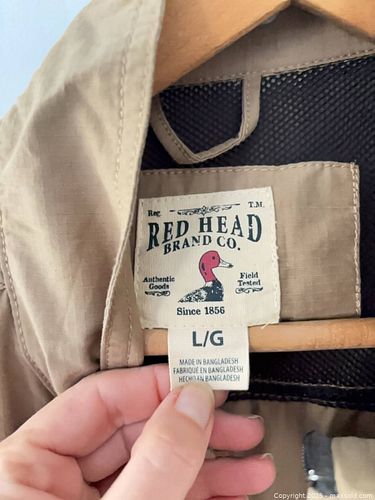 Reg. T.M.
RED HEAD
BRAND CO.
Authentic Field
Goods Tested
Since 1856
L/G
MADE IN BANGLADESH
FABRIQUÉ EN BANGLADESH
HECHO EN BANGLADESH
Copyright 2025 - maxsold.com